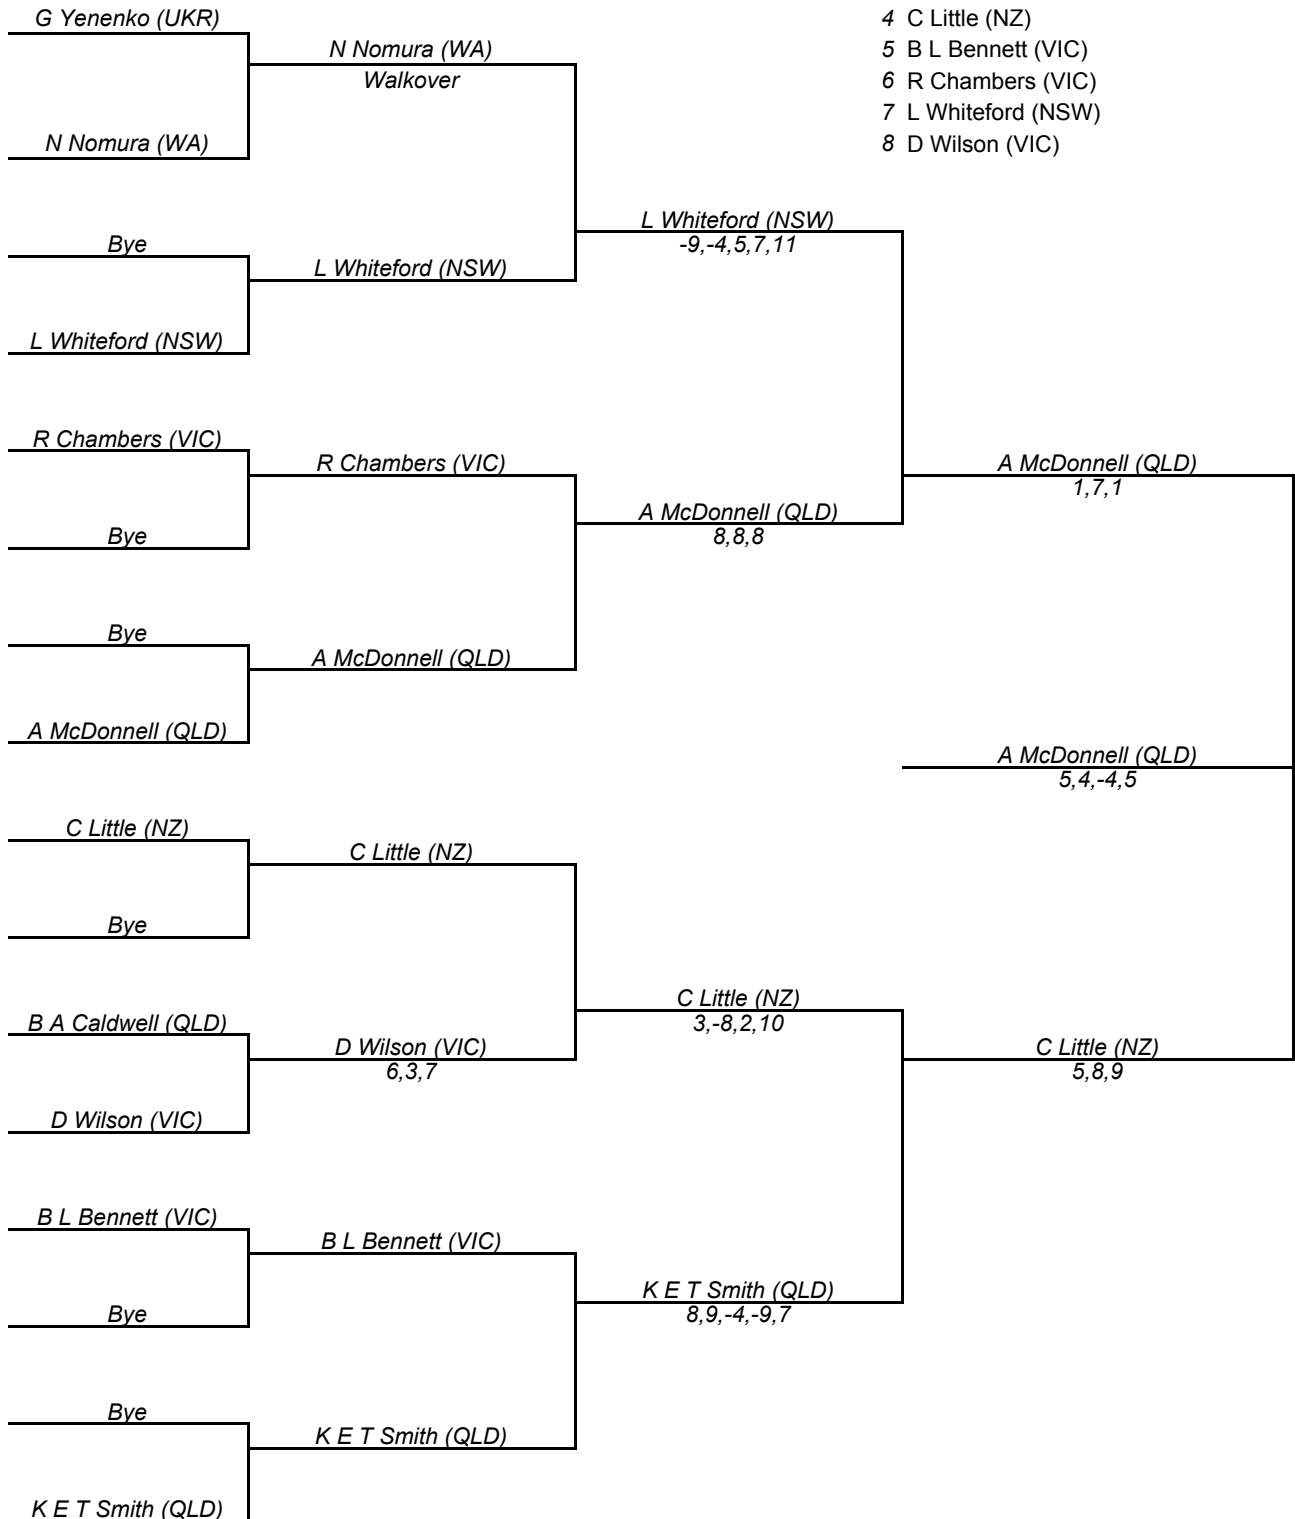 G Yenenko (UKR)
4 C Little (NZ)
N Nomura (WA)
5 B L Bennett (VIC)
Walkover
6 R Chambers (VIC)
7 L Whiteford (NSW)
N Nomura (WA)
8 D Wilson (VIC)
L Whiteford (NSW)
Bye
-9,-4,5,7,11
L Whiteford (NSW)
L Whiteford (NSW)
R Chambers (VIC)
R Chambers (VIC)
A McDonnell (QLD)
1,7,1
A McDonnell (QLD)
Bye
8,8,8
Bye
A McDonnell (QLD)
A McDonnell (QLD)
A McDonnell (QLD)
5,4,-4,5
C Little (NZ)
C Little (NZ)
Bye
C Little (NZ)
B A Caldwell (QLD)
3,-8,2,10
D Wilson (VIC)
C Little (NZ)
6,3,7
5,8,9
D Wilson (VIC)
B L Bennett (VIC)
B L Bennett (VIC)
K E T Smith (QLD)
Bye
8,9,-4,-9,7
Bye
K E T Smith (QLD)
K E T Smith (QLD)